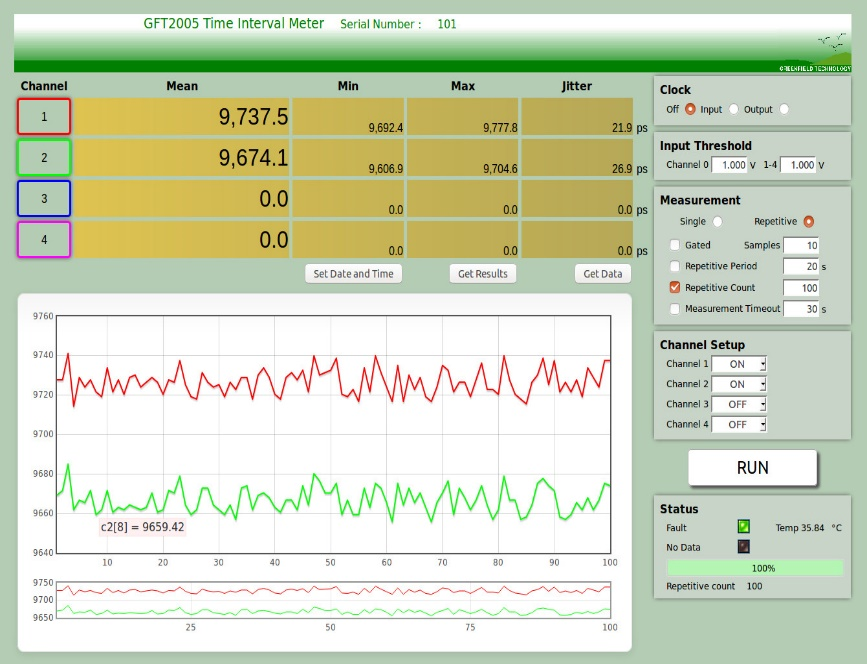 GFT2005 Time Interval Meter Serial Number : 101
GREENFIELD TECHNOLOGY
Channel Mean Min Max Jitter
1 9,737.5 9,692.4 9,777.8 21.9 ps
2 9,674.1 9,606.9 9,704.6 26.9 ps
3 0.0 0.0 0.0 0.0 ps
4 0.0 0.0 0.0 0.0 ps
Set Date and Time Get Results Get Data
9760
9740
9720
9700
9680
9660
9640
c2[8] = 9659.42
10 20 30 40 50 60 70 80 90 100
9750
9700
9650
25 50 75 100
Clock
Off Input Output
Input Threshold
Channel 0 1.000 V 1-4 1.000 V
Measurement
Single Repetitive
Gated Samples 10
Repetitive Period 20 s
Repetitive Count 100
Measurement Timeout 30 s
Channel Setup
Channel 1 ON
Channel 2 ON
Channel 3 OFF
Channel 4 OFF
RUN
Status
Fault Temp 35.84 °C
No Data
100%
Repetitive count 100